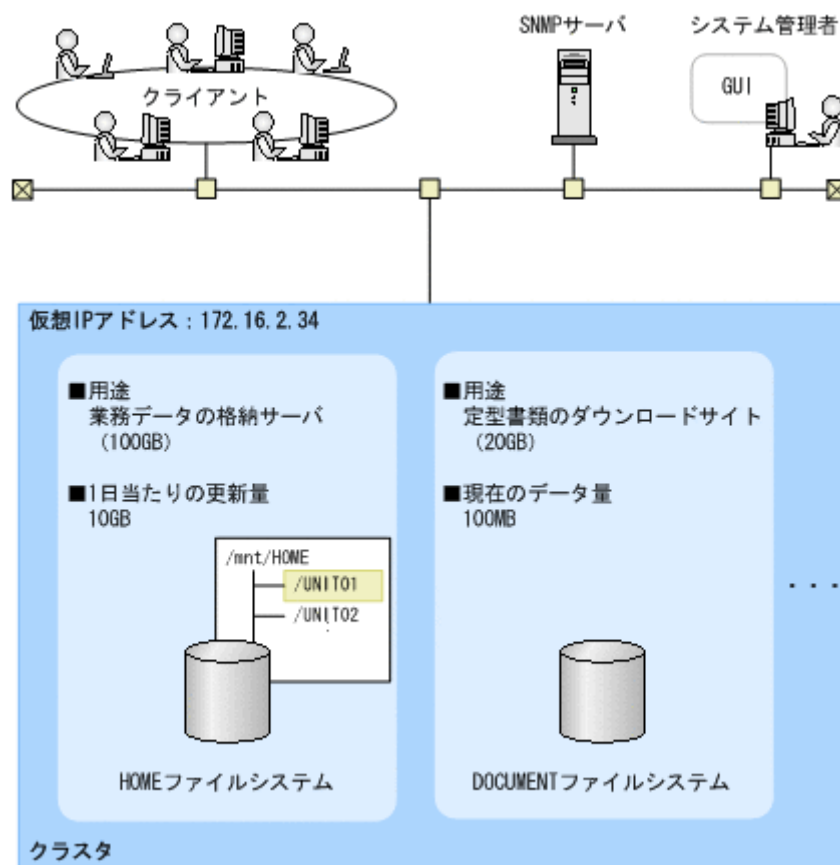 SNMPサーバ
システム管理者
クライアント
GUI
仮想IPアドレス：172.16.2.34
■用途
業務データの格納サーバ
（100GB）
■1日当たりの更新量
10GB
/mnt/HOME
/UNIT01
/UNIT02
HOMEファイルシステム
■用途
定型書類のダウンロードサイト
（20GB）
■現在のデータ量
100MB
DOCUMENTファイルシステム
・・・
クラスタ